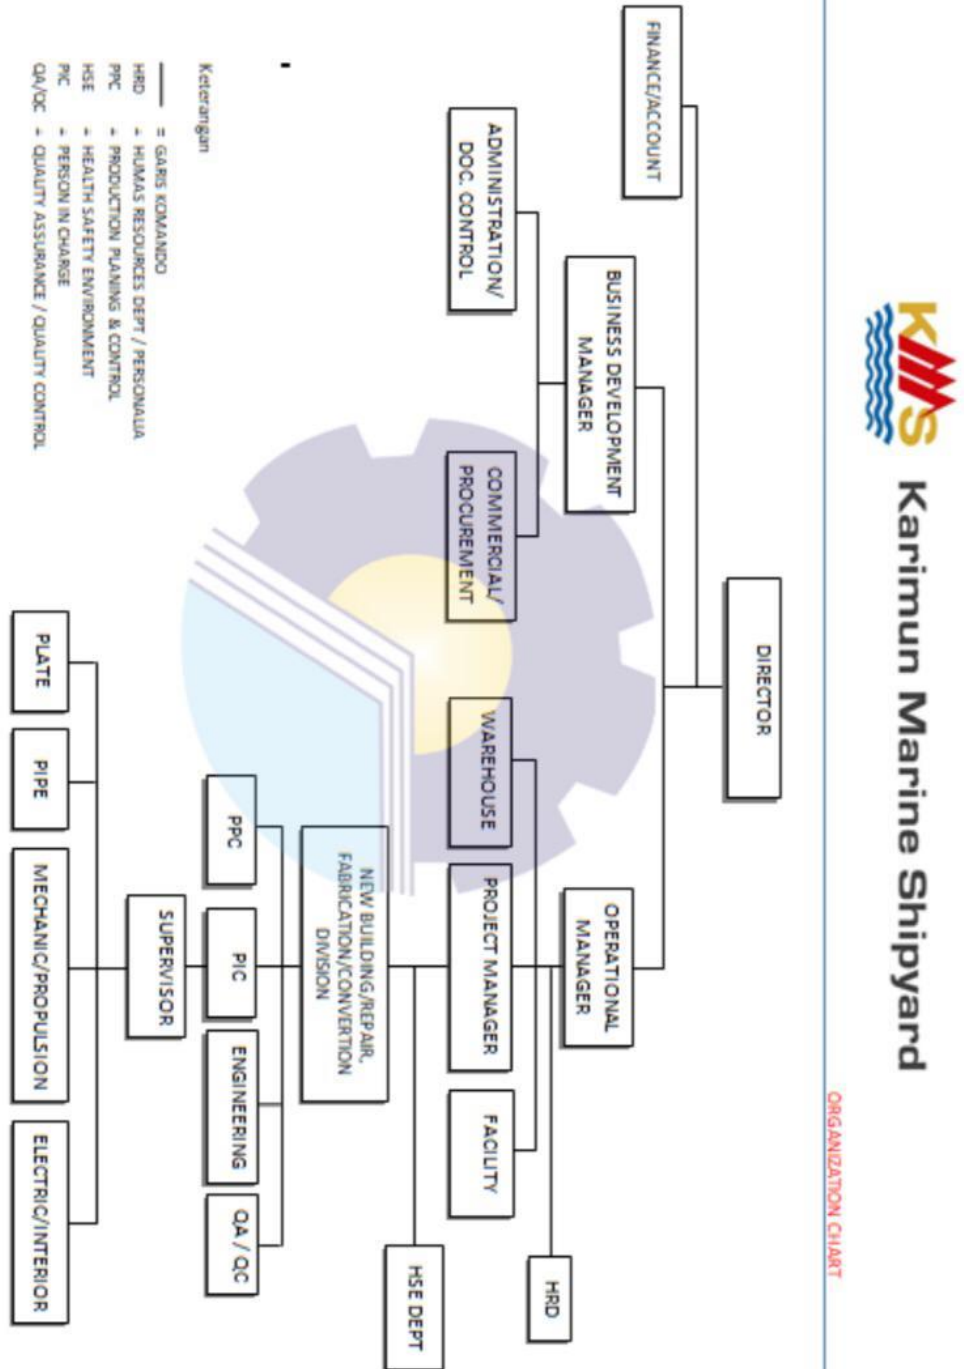 KMS Karimun Marine Shipyard
ORGANIZATION CHART
DIRECTOR
FINANCE/ACCOUNT
BUSINESS DEVELOPMENT
MANAGER
OPERATIONAL
MANAGER
HRD
ADMINISTRATION/
DOC. CONTROL
COMMERCIAL/
PROCUREMENT
WAREHOUSE
PROJECT MANAGER
FACILITY
HSE DEPT
NEW BUILDING/REPAIR,
FABRICATION/CONVERTION
DIVISION
PPC
PIC
ENGINEERING
QA / QC
SUPERVISOR
PLATE
PIPE
MECHANIC/PROPULSION
ELECTRIC/INTERIOR
Keterangan
= GARIS KOMANDO
HRD = HUMAS RESOURCES DEPT / PERSONALIA
PPC = PRODUCTION PLANING & CONTROL
HSE = HEALTH SAFETY ENVIRONMENT
PIC = PERSON IN CHARGE
QA/QC = QUALITY ASSURANCE / QUALITY CONTROL